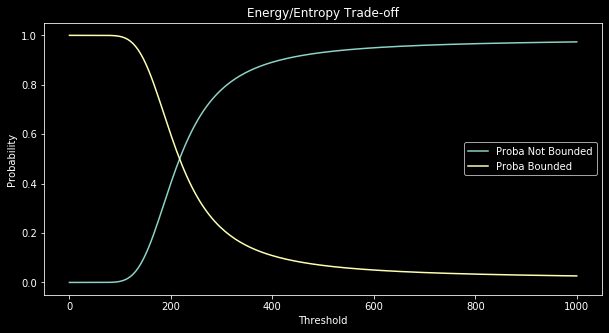 Energy/Entropy Trade-off
1.0
0.8
0.6
0.4
0.2
0.0
Probability
Proba Not Bounded
Proba Bounded
0 200 400 600 800 1000
Threshold